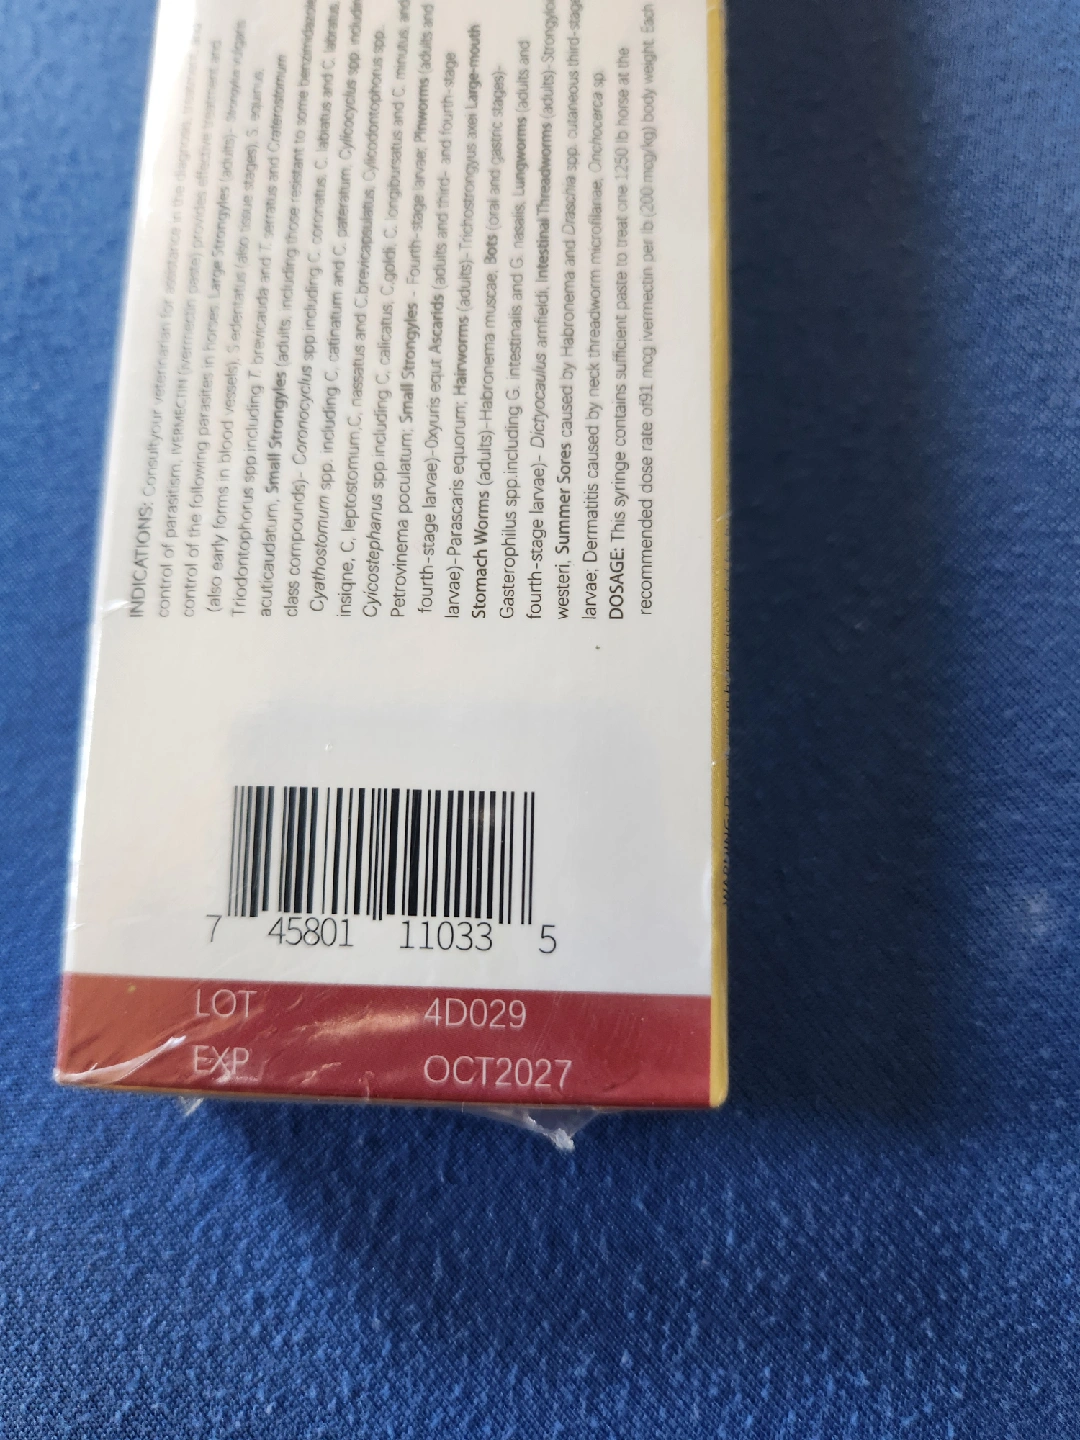 INDICATIONS: Consult your veterinarian for assistance in the diagnosis, treatment and
control of parasitism. IVERMECTIN (ivermectin paste) provides effective treatment and
control of the following parasites in horses. Large Strongyles (adults)- Strongylus vulgaris
(also early forms in blood vessels), S.edentatus (also tissue stages), S. equinus,
Triodontophorus spp including T. brevicauda and T. serratus and Craterostomum
acuticaudatum, Small Strongyles (adults, including those resistant to some benzimidazole
class compounds)- Coronocyclus spp.including C. coronatus, C. labiatus and C. labratus,
Cyathostomum spp. including C. catinatum and C. pateratum, Cylicocyclus spp. including
insigne, C. leptostomum,C. nassatus and C.brevicapsulatus, Cylicodontophorus spp.
Cyicostephanus spp.including C. calicatus, C.goldi, C. longibursatus and C. minutus, and
Petrovinema poculatum; Small Strongyles - Fourth-stage larvae; Pinworms (adults and
fourth-stage larvae)-Oxyuris equt Ascarids (adults and third- and fourth-stage
larvae)-Parascaris equorum; Hairworms (adults)-Trichostrongyus axei Large-mouth
Stomach Worms (adults)-Habronema muscae, Bots (oral and gastric stages)-
Gasterophilus spp.including G. intestinalis and G. nasalis, Lungworms (adults and
fourth-stage larvae)- Dictyocaulus arnfieldi, Intestinal Threadworms (adults)-Strongyloi
westeri, Summer Sores caused by Habronema and Draschia spp. cutaneous third-stage
larvae; Dermatitis caused by neck threadworm microfilariae, Onchocerca sp.
DOSAGE: This syringe contains sufficient paste to treat one 1250 lb horse at the
recommended dose rate of91 mcg ivermectin per lb (200 mcg/kg) body weight. Each
7 45801 11033 5
LOT 4D029
EXP OCT2027